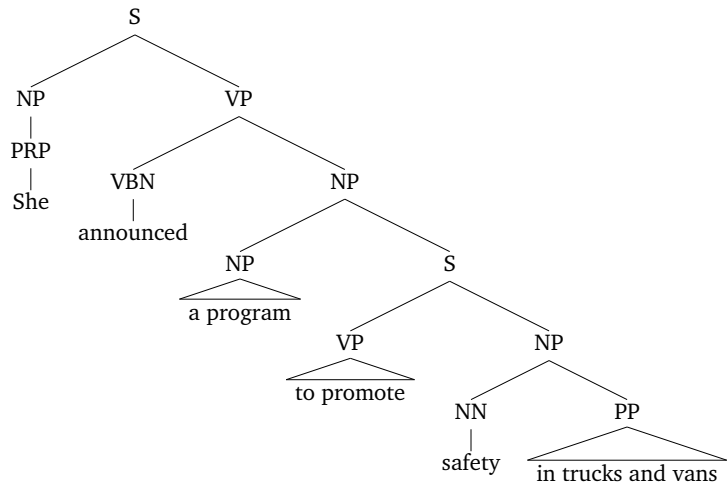 S
NP VP
PRP
VBN NP
She
announced
NP S
a program
VP NP
to promote
NN PP
safety
in trucks and vans